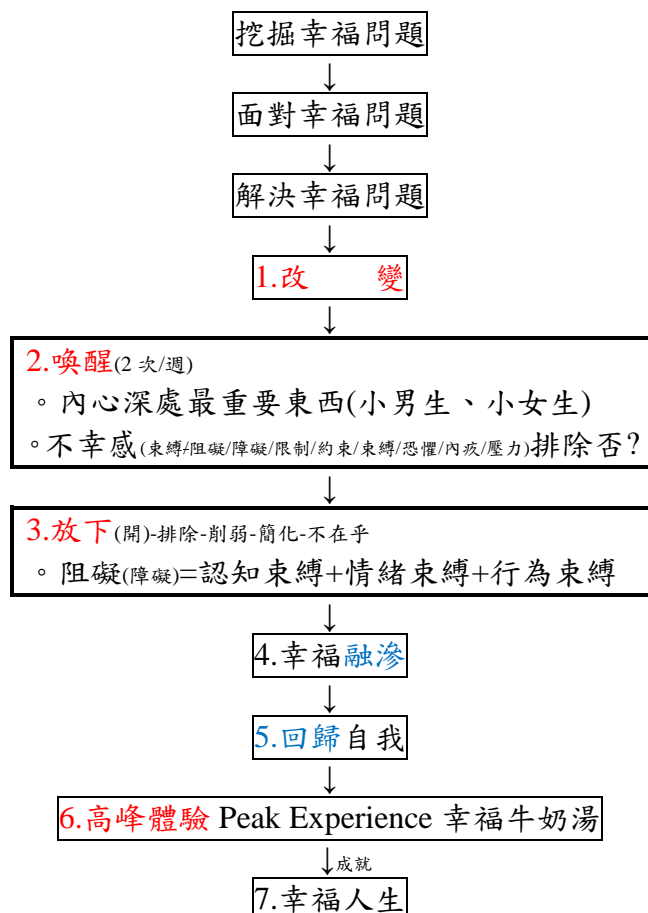 挖掘幸福問題
↓
面對幸福問題
↓
解決幸福問題
↓
1.改 變
↓
2.喚醒(2 次/週)
。內心深處最重要東西(小男生、小女生)
。不幸感(束縛/阻礙/障礙/限制/約束/束縛/恐懼/內疚/壓力)排除否?
↓
3.放下(開)-排除-削弱-簡化-不在乎
。阻礙(障礙)=認知束縛+情緒束縛+行為束縛
↓
4.幸福融滲
↓
5.回歸自我
↓
6.高峰體驗 Peak Experience 幸福牛奶湯
↓成就
7.幸福人生